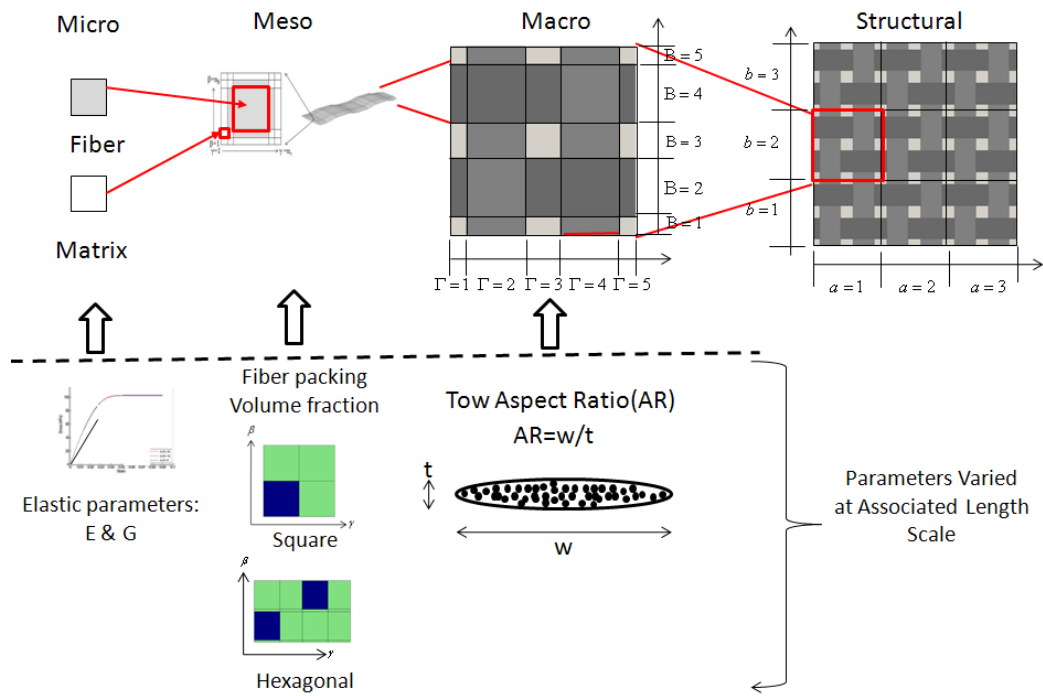 Micro
Meso
Macro
Structural
Fiber
Matrix
B = 5
B = 4
B = 3
B = 2
B = 1
Γ = 1
Γ = 2
Γ = 3
Γ = 4
Γ = 5
b = 3
b = 2
b = 1
a = 1
a = 2
a = 3
Elastic parameters:
E & G
Fiber packing
Volume fraction
β
γ
Square
β
γ
Hexagonal
Tow Aspect Ratio(AR)
AR=w/t
t
w
Parameters Varied
at Associated Length
Scale